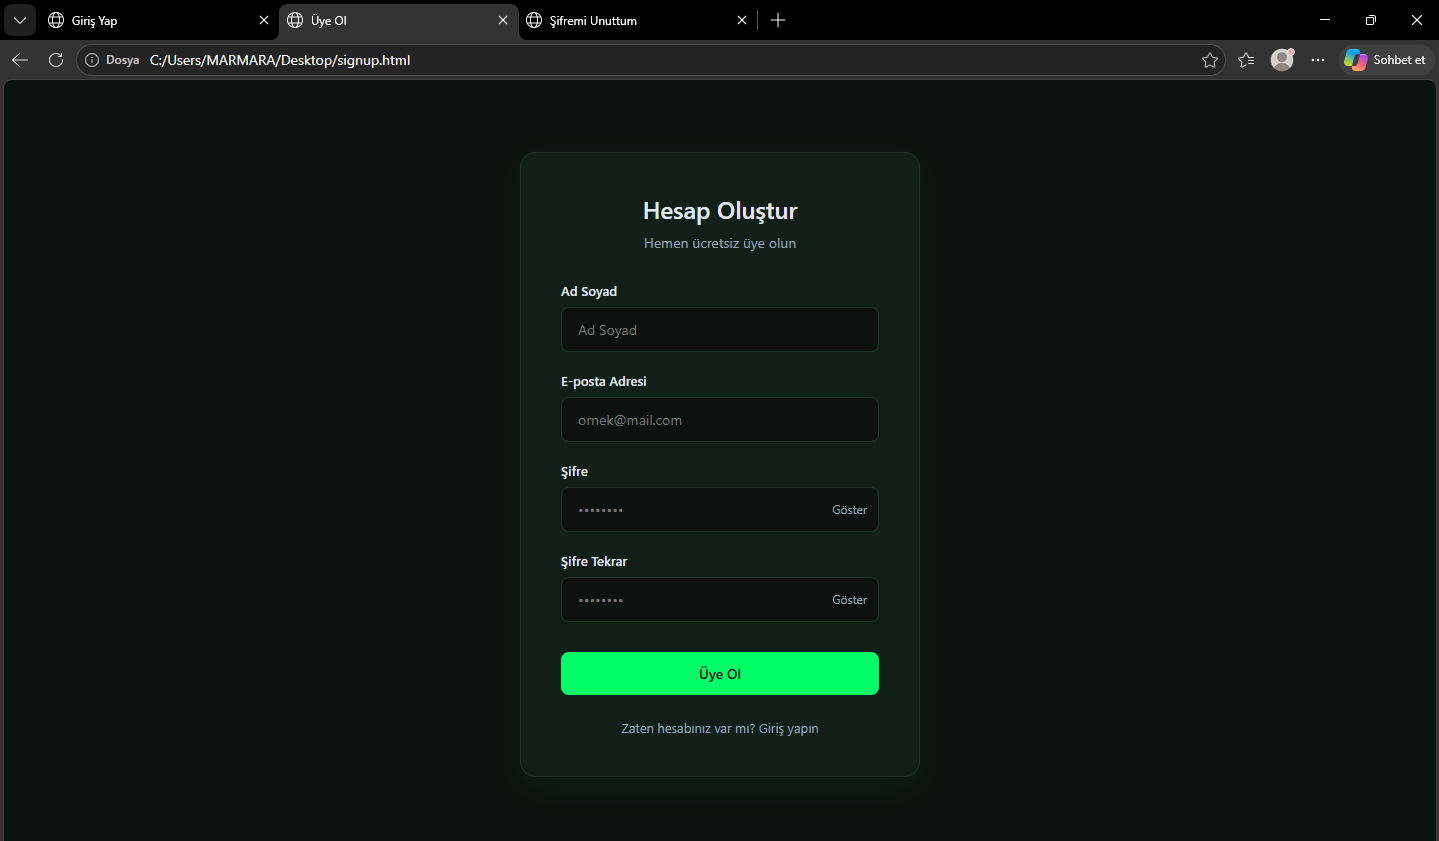 Giriş Yap
Üye Ol
Şifremi Unuttum
Dosya C:/Users/MARMARA/Desktop/signup.html
Sohbet et
Hesap Oluştur
Hemen ücretsiz üye olun
Ad Soyad
Ad Soyad
E-posta Adresi
ornek@mail.com
Şifre
•••••••• Göster
Şifre Tekrar
•••••••• Göster
Üye Ol
Zaten hesabınız var mı? Giriş yapın